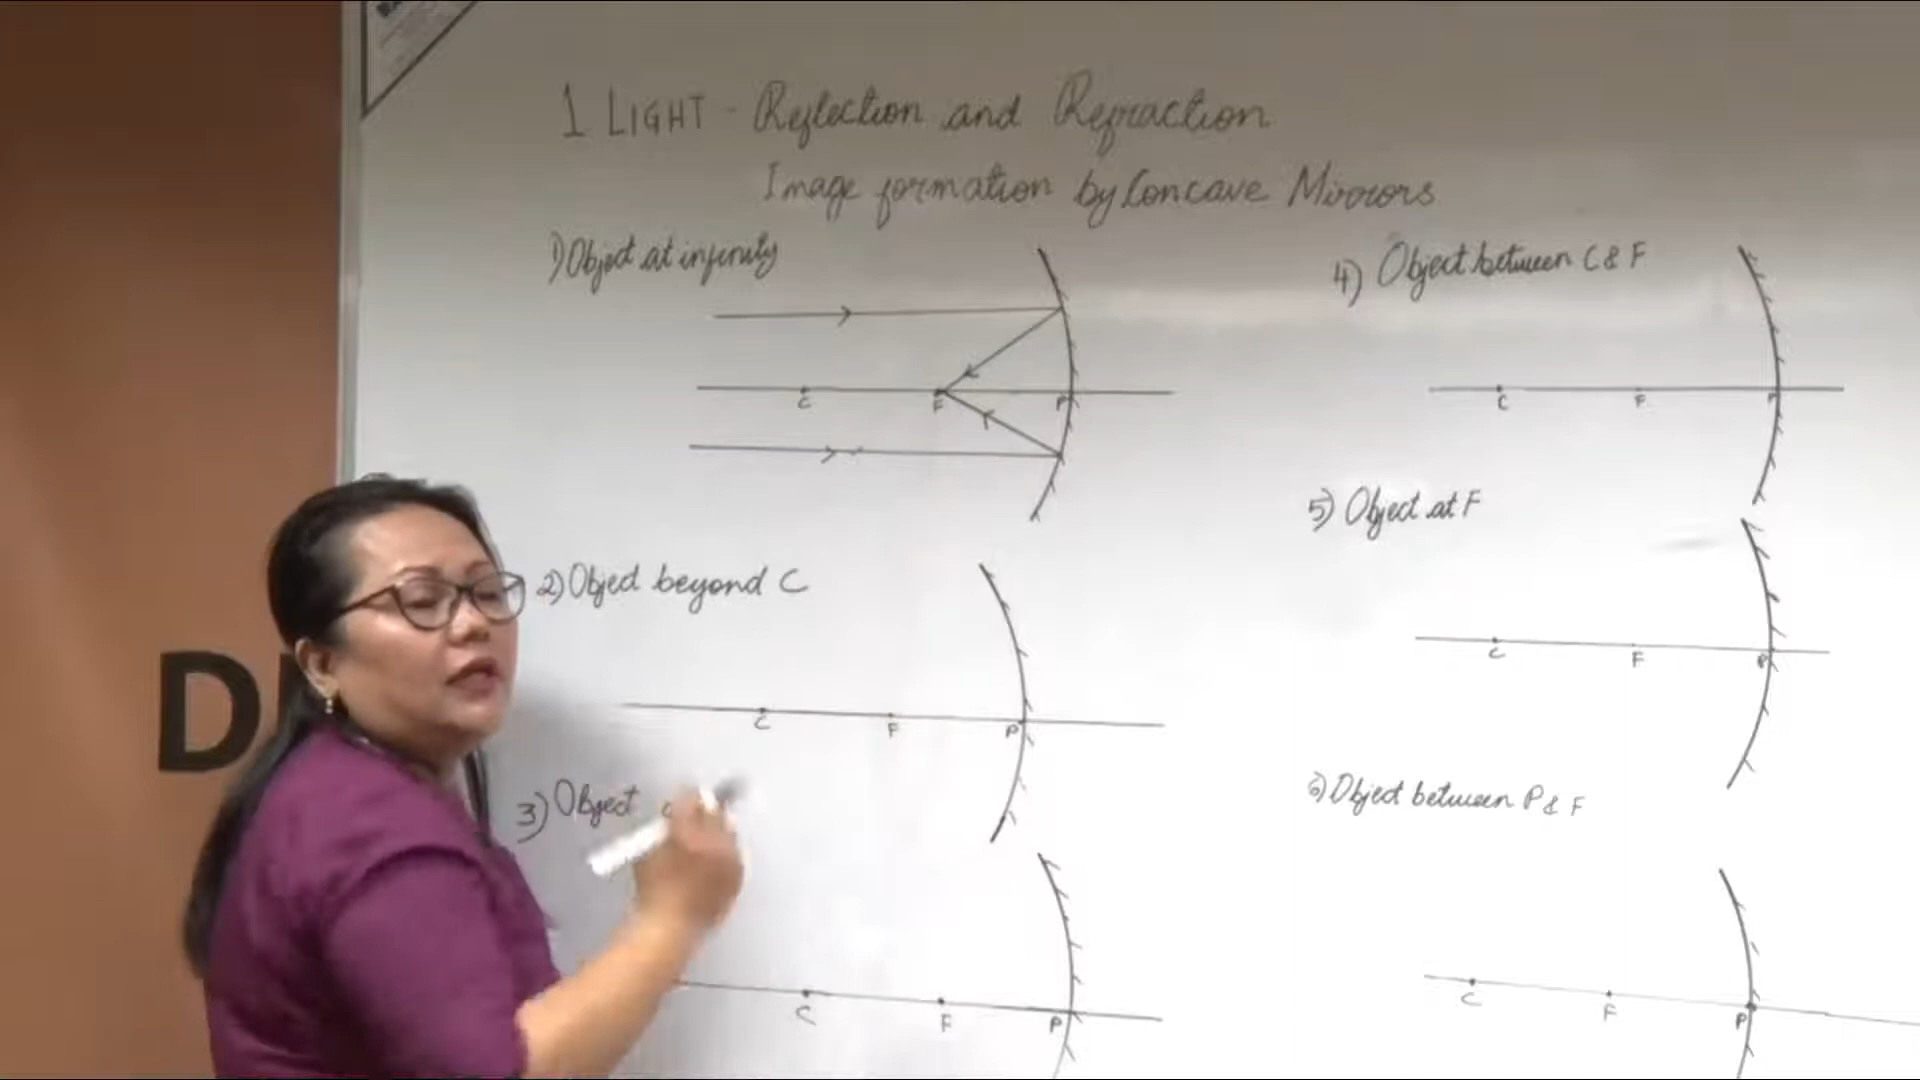 1 LIGHT - Reflection and Refraction
Image formation by Concave Mirrors
1) Object at infinity
C F P
2) Object beyond C
C F P
3) Object
C F P
4) Object between C & F
C F P
5) Object at F
C F P
6) Object between P & F
C F P
D